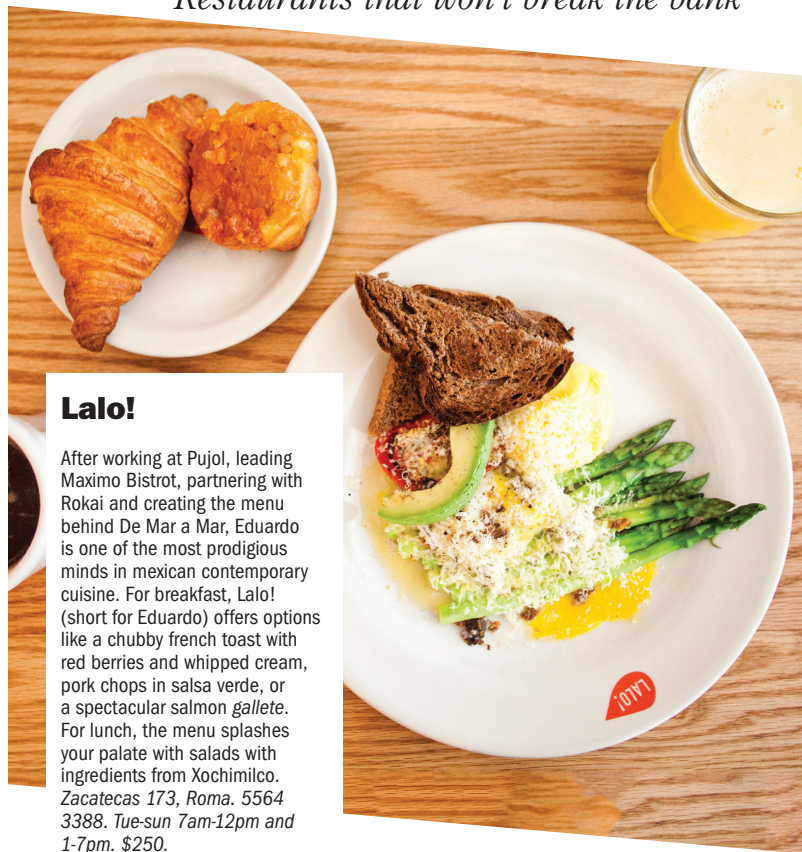 Restaurants that won't break the bank
Lalo!
After working at Pujol, leading
Maximo Bistrot, partnering with
Rokai and creating the menu
behind De Mar a Mar, Eduardo
is one of the most prodigious
minds in mexican contemporary
cuisine. For breakfast, Lalo!
(short for Eduardo) offers options
like a chubby french toast with
red berries and whipped cream,
pork chops in salsa verde, or
a spectacular salmon gallete.
For lunch, the menu splashes
your palate with salads with
ingredients from Xochimilco.
Zacatecas 173, Roma. 5564
3388. Tue-sun 7am-12pm and
1-7pm. $250.
LALO!